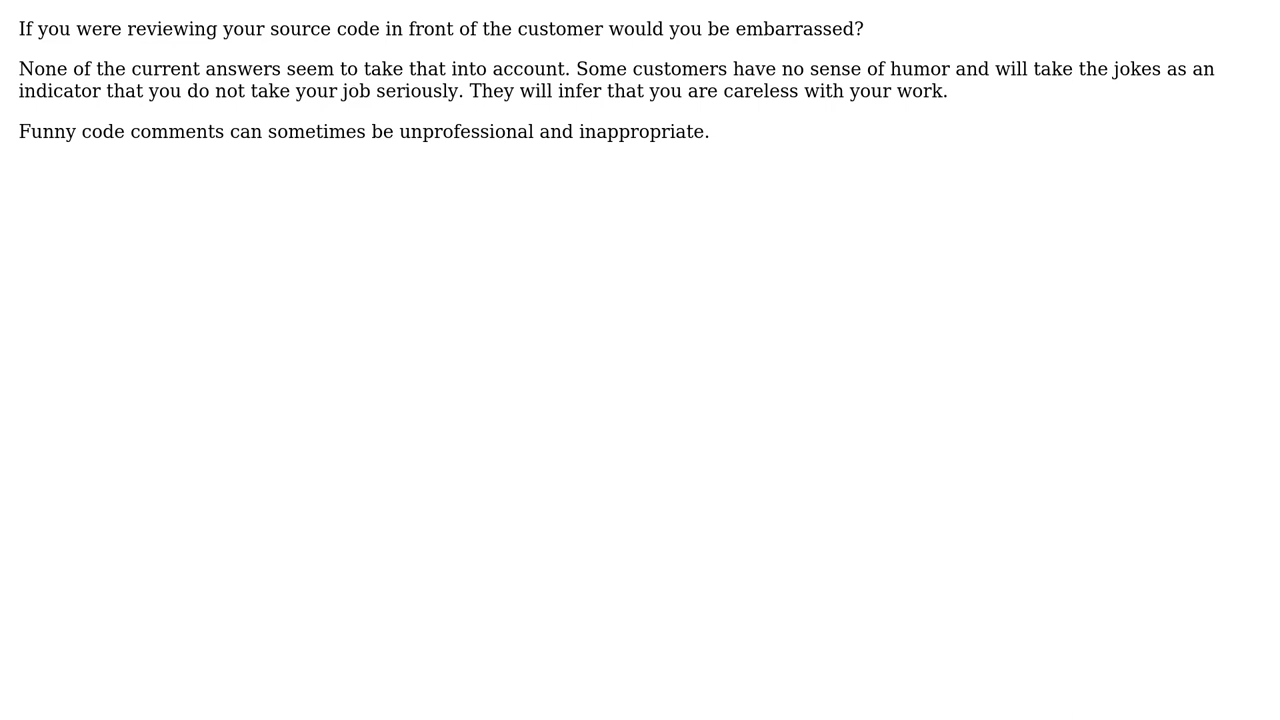 If you were reviewing your source code in front of the customer would you be embarrassed?
None of the current answers seem to take that into account. Some customers have no sense of humor and will take the jokes as an
indicator that you do not take your job seriously. They will infer that you are careless with your work.
Funny code comments can sometimes be unprofessional and inappropriate.